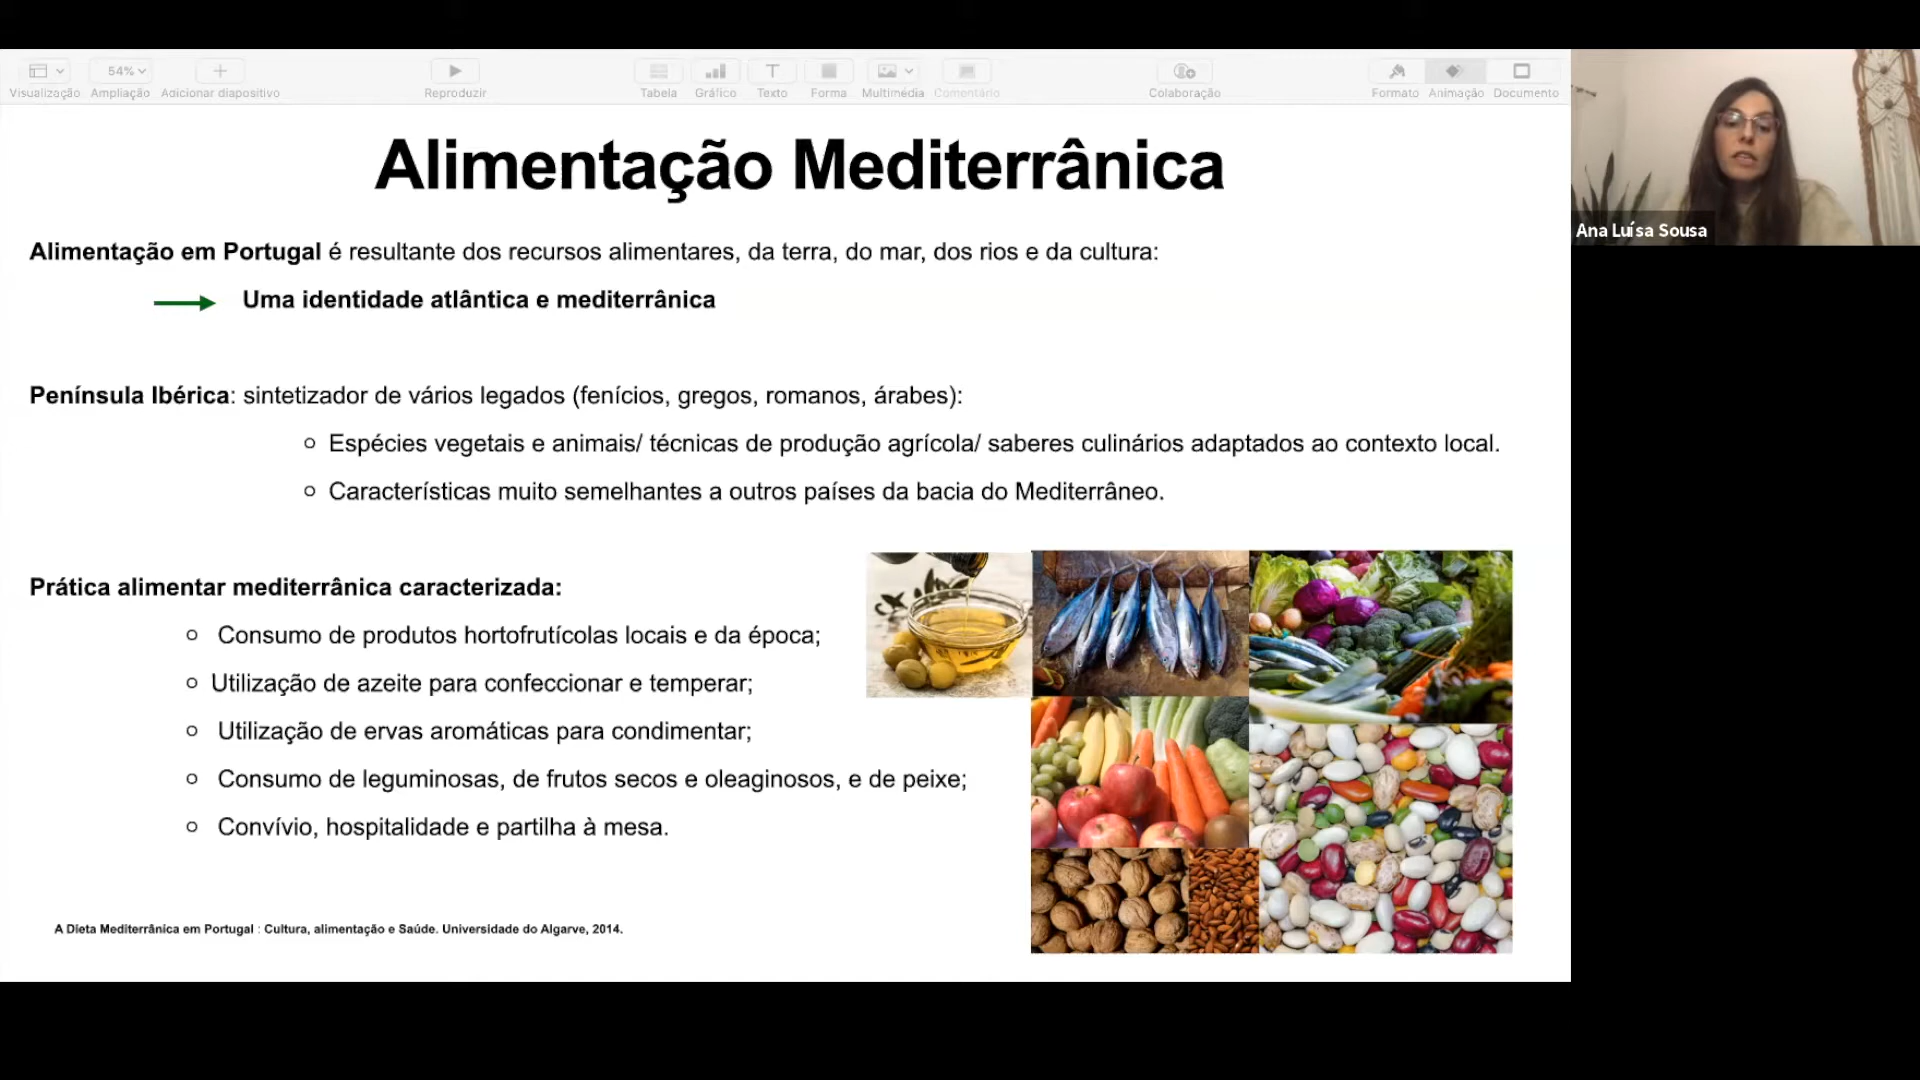 Visualização
54%
Ampliação
Adicionar diapositivo
Reproduzir
Tabela
Gráfico
Texto
Forma
Multimédia
Comentário
Colaboração
Formato
Animação
Documento
Alimentação Mediterrânica
Alimentação em Portugal é resultante dos recursos alimentares, da terra, do mar, dos rios e da cultura:
Uma identidade atlântica e mediterrânica
Península Ibérica: sintetizador de vários legados (fenícios, gregos, romanos, árabes):
Espécies vegetais e animais/ técnicas de produção agrícola/ saberes culinários adaptados ao contexto local.
Características muito semelhantes a outros países da bacia do Mediterrâneo.
Prática alimentar mediterrânica caracterizada:
Consumo de produtos hortofrutícolas locais e da época;
Utilização de azeite para confeccionar e temperar;
Utilização de ervas aromáticas para condimentar;
Consumo de leguminosas, de frutos secos e oleaginosos, e de peixe;
Convívio, hospitalidade e partilha à mesa.
A Dieta Mediterrânica em Portugal : Cultura, alimentação e Saúde. Universidade do Algarve, 2014.
Ana Luísa Sousa